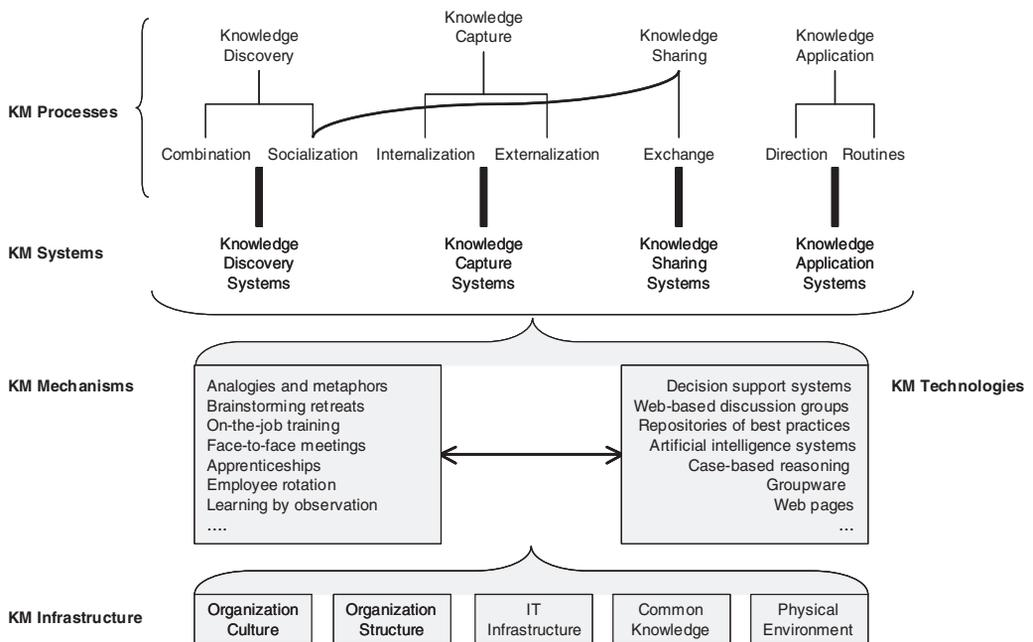 Knowledge
Discovery
Knowledge
Capture
Knowledge
Sharing
Knowledge
Application
KM Processes
Combination
Socialization
Internalization
Externalization
Exchange
Direction
Routines
KM Systems
Knowledge
Discovery
Systems
Knowledge
Capture
Systems
Knowledge
Sharing
Systems
Knowledge
Application
Systems
KM Mechanisms
Analogies and metaphors
Brainstorming retreats
On-the-job training
Face-to-face meetings
Apprenticeships
Employee rotation
Learning by observation
....
Decision support systems
Web-based discussion groups
Repositories of best practices
Artificial intelligence systems
Case-based reasoning
Groupware
Web pages
...
KM Technologies
KM Infrastructure
Organization
Culture
Organization
Structure
IT
Infrastructure
Common
Knowledge
Physical
Environment